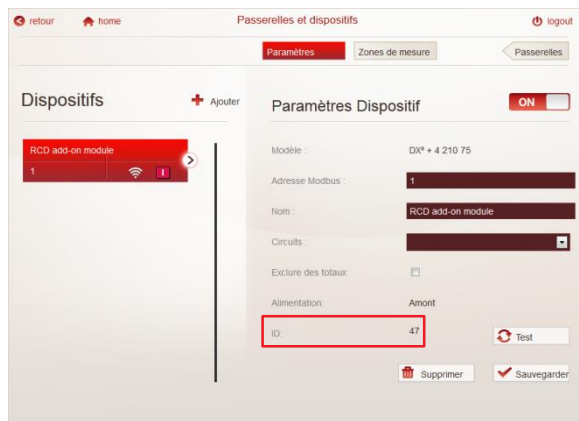 retour home Passerelles et dispositifs logout
Paramètres Zones de mesure Passerelles
Dispositifs Ajouter Paramètres Dispositif ON
RCD add-on module
1
Modèle : DX³ + 4 210 75
Adresse Modbus : 1
Nom : RCD add-on module
Circuits :
Exclure des totaux:
Alimentation: Amont
ID: 47 Test
Supprimer Sauvegarder